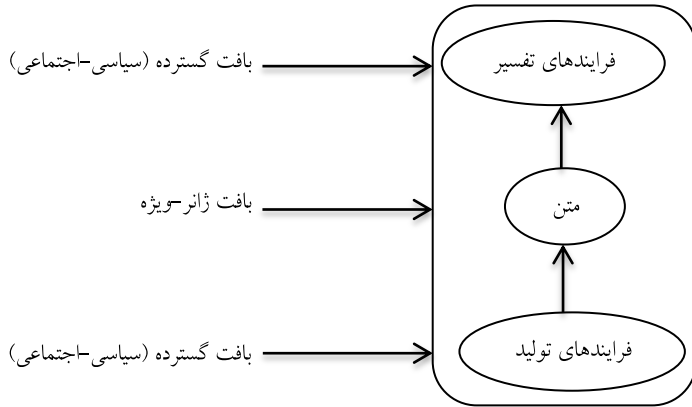 فرایندهای تفسیر
بافت گسترده (سیاسی-اجتماعی)
متن
بافت ژانر-ویژه
فرایندهای تولید
بافت گسترده (سیاسی-اجتماعی)